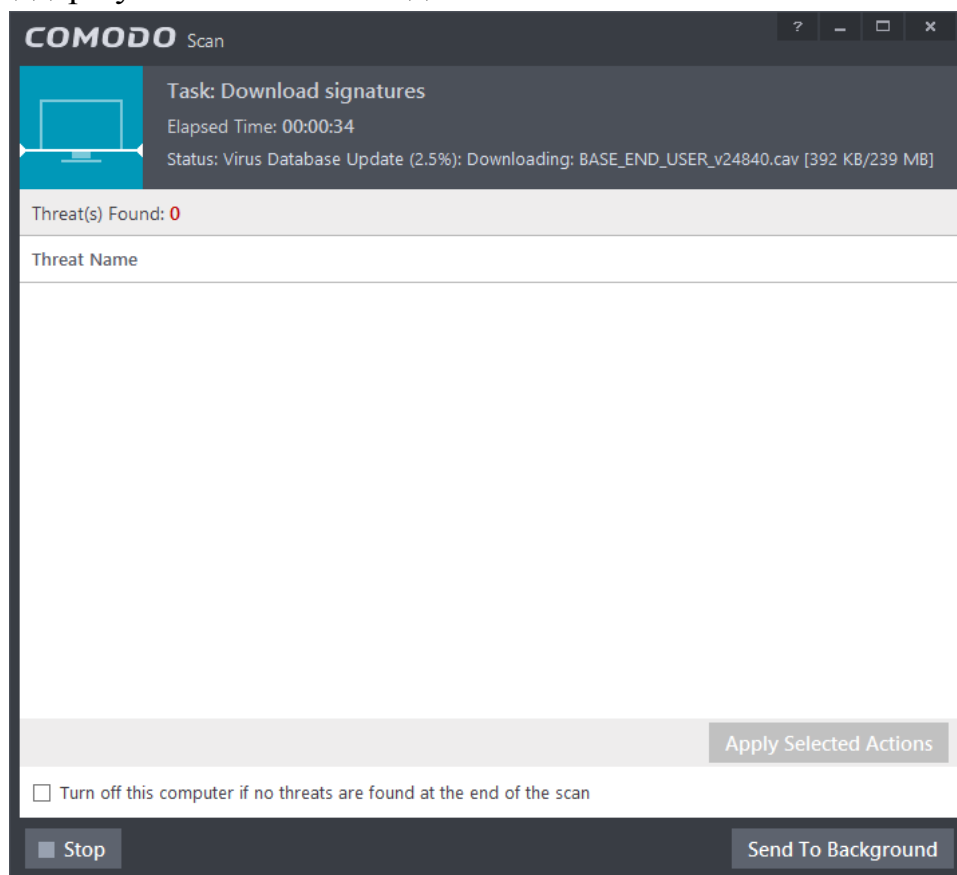 COMODO Scan
Task: Download signatures
Elapsed Time: 00:00:34
Status: Virus Database Update (2.5%): Downloading: BASE_END_USER_v24840.cav [392 KB/239 MB]
Threat(s) Found: 0
Threat Name
Apply Selected Actions
Turn off this computer if no threats are found at the end of the scan
Stop
Send To Background